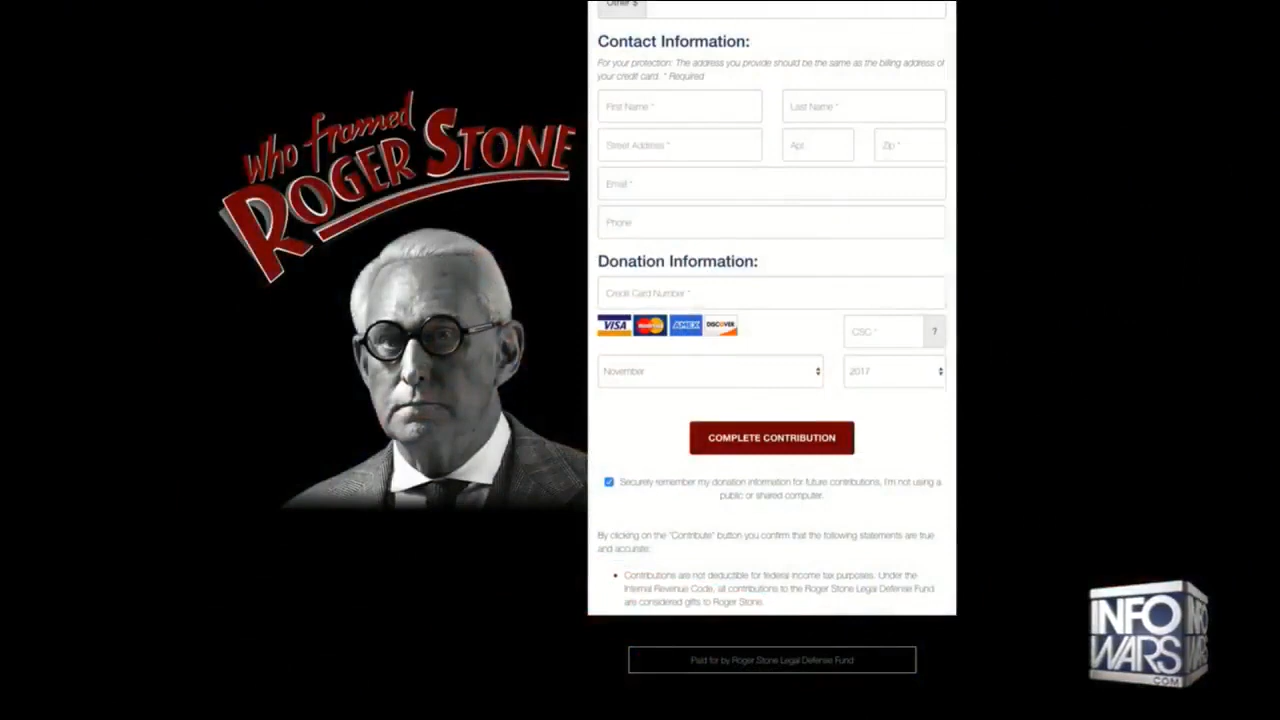 Other $
Contact Information:
For your protection: The address you provide should be the same as the billing address of
your credit card. * Required
First Name *
Last Name *
Street Address *
Apt
Zip *
Email *
Phone
Who framed
ROGER STONE
Donation Information:
Credit Card Number *
VISA
MasterCard
AMEX
DISCOVER
CSC *
?
November
2017
COMPLETE CONTRIBUTION
Securely remember my donation information for future contributions, I'm not using a
public or shared computer.
By clicking on the "Contribute" button you confirm that the following statements are true
and accurate:
• Contributions are not deductible for federal income tax purposes. Under the
Internal Revenue Code, all contributions to the Roger Stone Legal Defense Fund
are considered gifts to Roger Stone.
Paid for by Roger Stone Legal Defense Fund
INFO
WARS
.COM
INFO
WARS